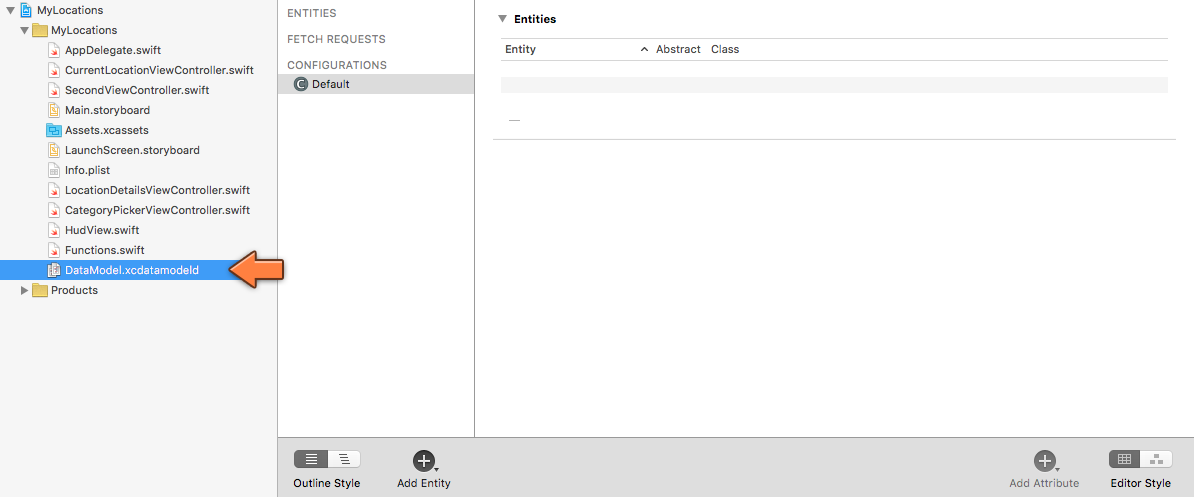 MyLocations
MyLocations
AppDelegate.swift
CurrentLocationViewController.swift
SecondViewController.swift
Main.storyboard
Assets.xcassets
LaunchScreen.storyboard
Info.plist
LocationDetailsViewController.swift
CategoryPickerViewController.swift
HudView.swift
Functions.swift
DataModel.xcdatamodeld
Products
ENTITIES
FETCH REQUESTS
CONFIGURATIONS
C Default
Entities
Entity Abstract Class
Outline Style Add Entity Add Attribute Editor Style